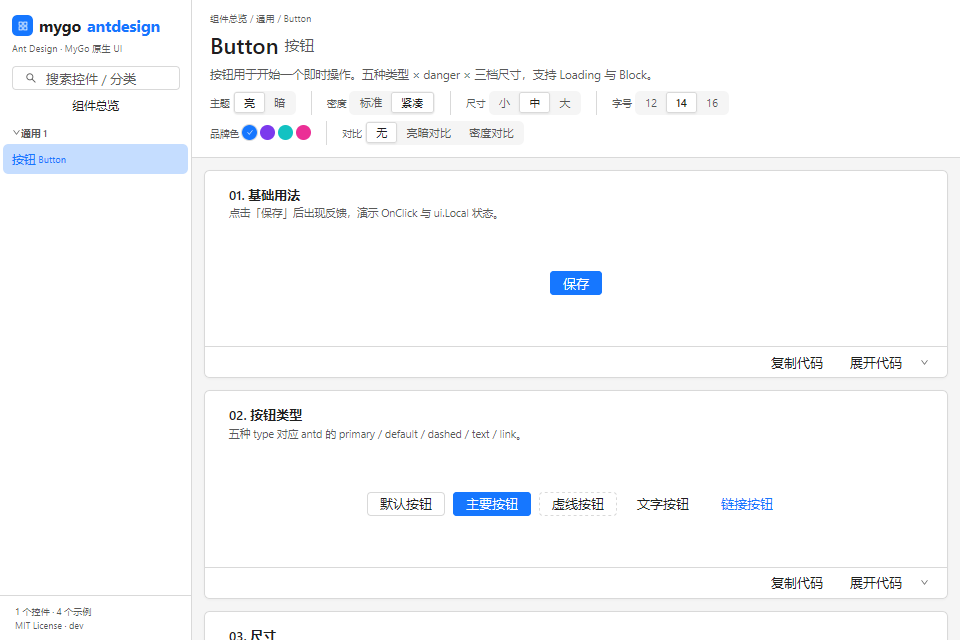 mygo antdesign
Ant Design · MyGo 原生 UI
搜索控件 / 分类
组件总览
通用 1
按钮 Button
1 个控件 · 4 个示例
MIT License · dev
组件总览 / 通用 / Button
Button 按钮
按钮用于开始一个即时操作。五种类型 × danger × 三档尺寸，支持 Loading 与 Block。
主题 亮 暗 密度 标准 紧凑 尺寸 小 中 大 字号 12 14 16
品牌色 对比 无 亮暗对比 密度对比
01. 基础用法
点击「保存」后出现反馈，演示 OnClick 与 ui.Local 状态。
保存
复制代码 展开代码
02. 按钮类型
五种 type 对应 antd 的 primary / default / dashed / text / link。
默认按钮 主要按钮 虚线按钮 文字按钮 链接按钮
复制代码 展开代码
03. 尺寸